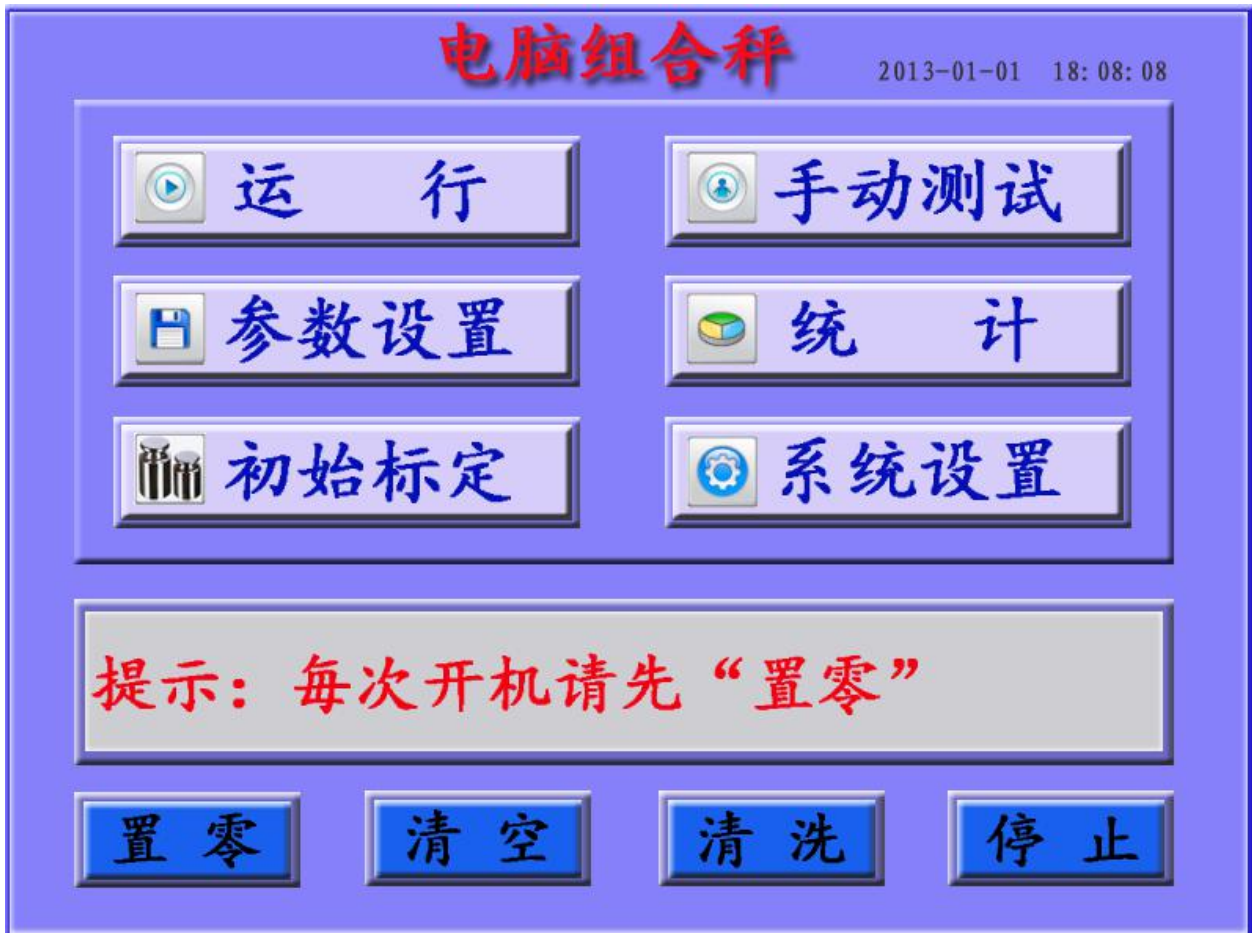 电脑组合秤
2013-01-01 18:08:08
运 行
手动测试
参数设置
统 计
初始标定
系统设置
提示：每次开机请先“置零”
置 零
清 空
清 洗
停 止